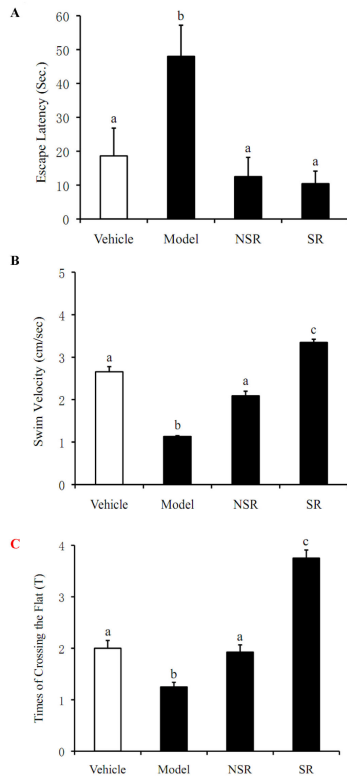 A
60
50
40
30
20
10
0
Escape Latency (Sec.)
a
b
a
a
Vehicle Model NSR SR
B
5
4
3
2
1
0
Swim Velocity (cm/sec)
a
b
a
c
Vehicle Model NSR SR
C
4
3
2
1
0
Times of Crossing the Flat (T)
a
b
a
c
Vehicle Model NSR SR